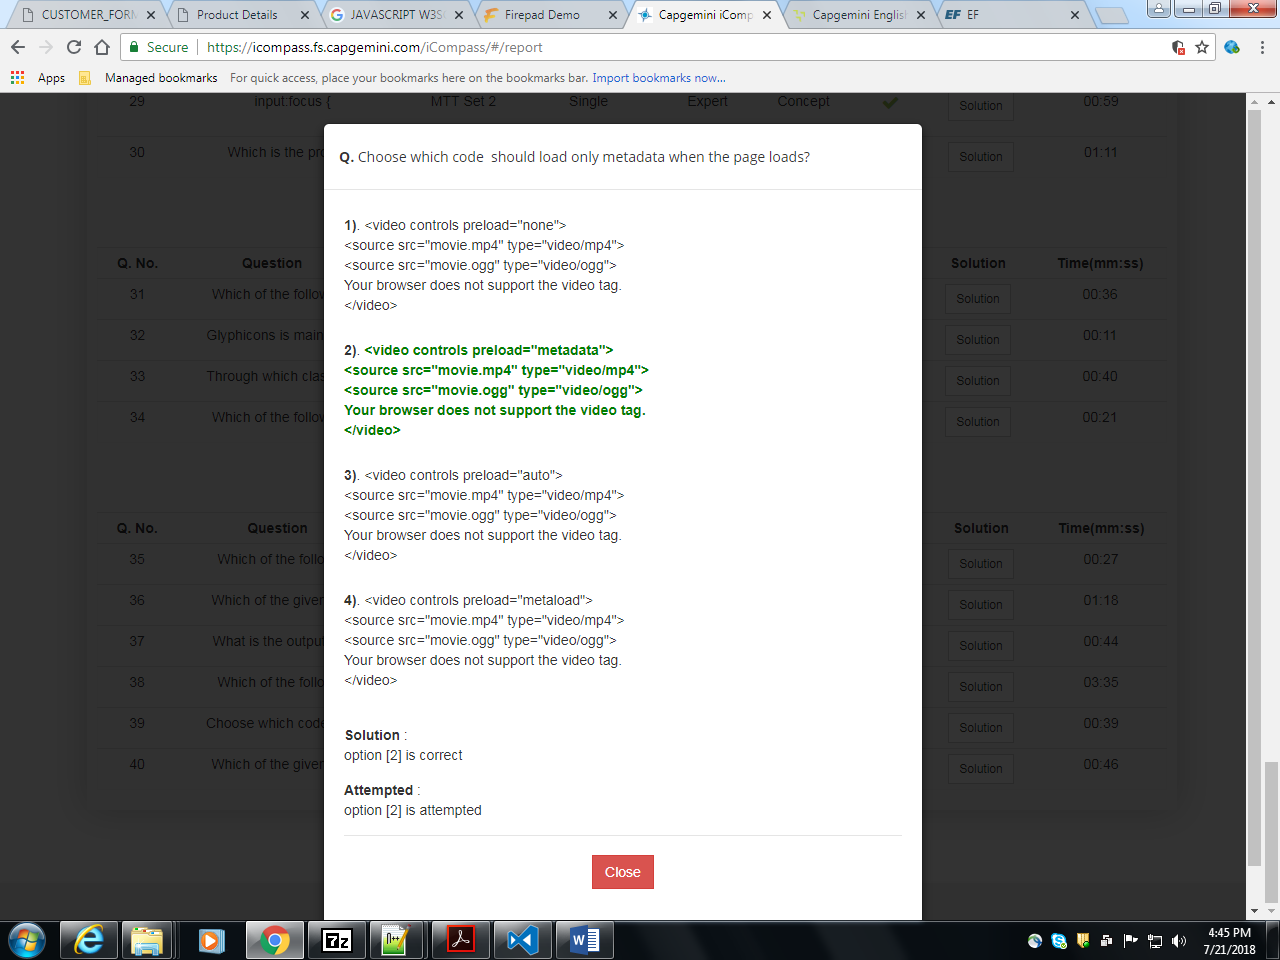 CUSTOMER_FORM
Product Details
JAVASCRIPT W3S
Firepad Demo
Capgemini iComp
Capgemini English
EF EF
Secure
https://icompass.fs.capgemini.com/iCompass/#/report
Apps
Managed bookmarks
For quick access, place your bookmarks here on the bookmarks bar. Import bookmarks now...
29 Input:focus { MTT Set 2 Single Expert Concept Solution 00:59
30 Which is the pro Solution 01:11
Q. Choose which code should load only metadata when the page loads?
1). <video controls preload="none">
<source src="movie.mp4" type="video/mp4">
<source src="movie.ogg" type="video/ogg">
Your browser does not support the video tag.
</video>
2). <video controls preload="metadata">
<source src="movie.mp4" type="video/mp4">
<source src="movie.ogg" type="video/ogg">
Your browser does not support the video tag.
</video>
3). <video controls preload="auto">
<source src="movie.mp4" type="video/mp4">
<source src="movie.ogg" type="video/ogg">
Your browser does not support the video tag.
</video>
4). <video controls preload="metaload">
<source src="movie.mp4" type="video/mp4">
<source src="movie.ogg" type="video/ogg">
Your browser does not support the video tag.
</video>
Solution :
option [2] is correct
Attempted :
option [2] is attempted
Close
Q. No. Question Solution Time(mm:ss)
31 Which of the follov Solution 00:36
32 Glyphicons is main Solution 00:11
33 Through which clas Solution 00:40
34 Which of the follov Solution 00:21
Q. No. Question Solution Time(mm:ss)
35 Which of the follo Solution 00:27
36 Which of the given Solution 01:18
37 What is the output Solution 00:44
38 Which of the follo Solution 03:35
39 Choose which code Solution 00:39
40 Which of the given Solution 00:46
4:45 PM
7/21/2018